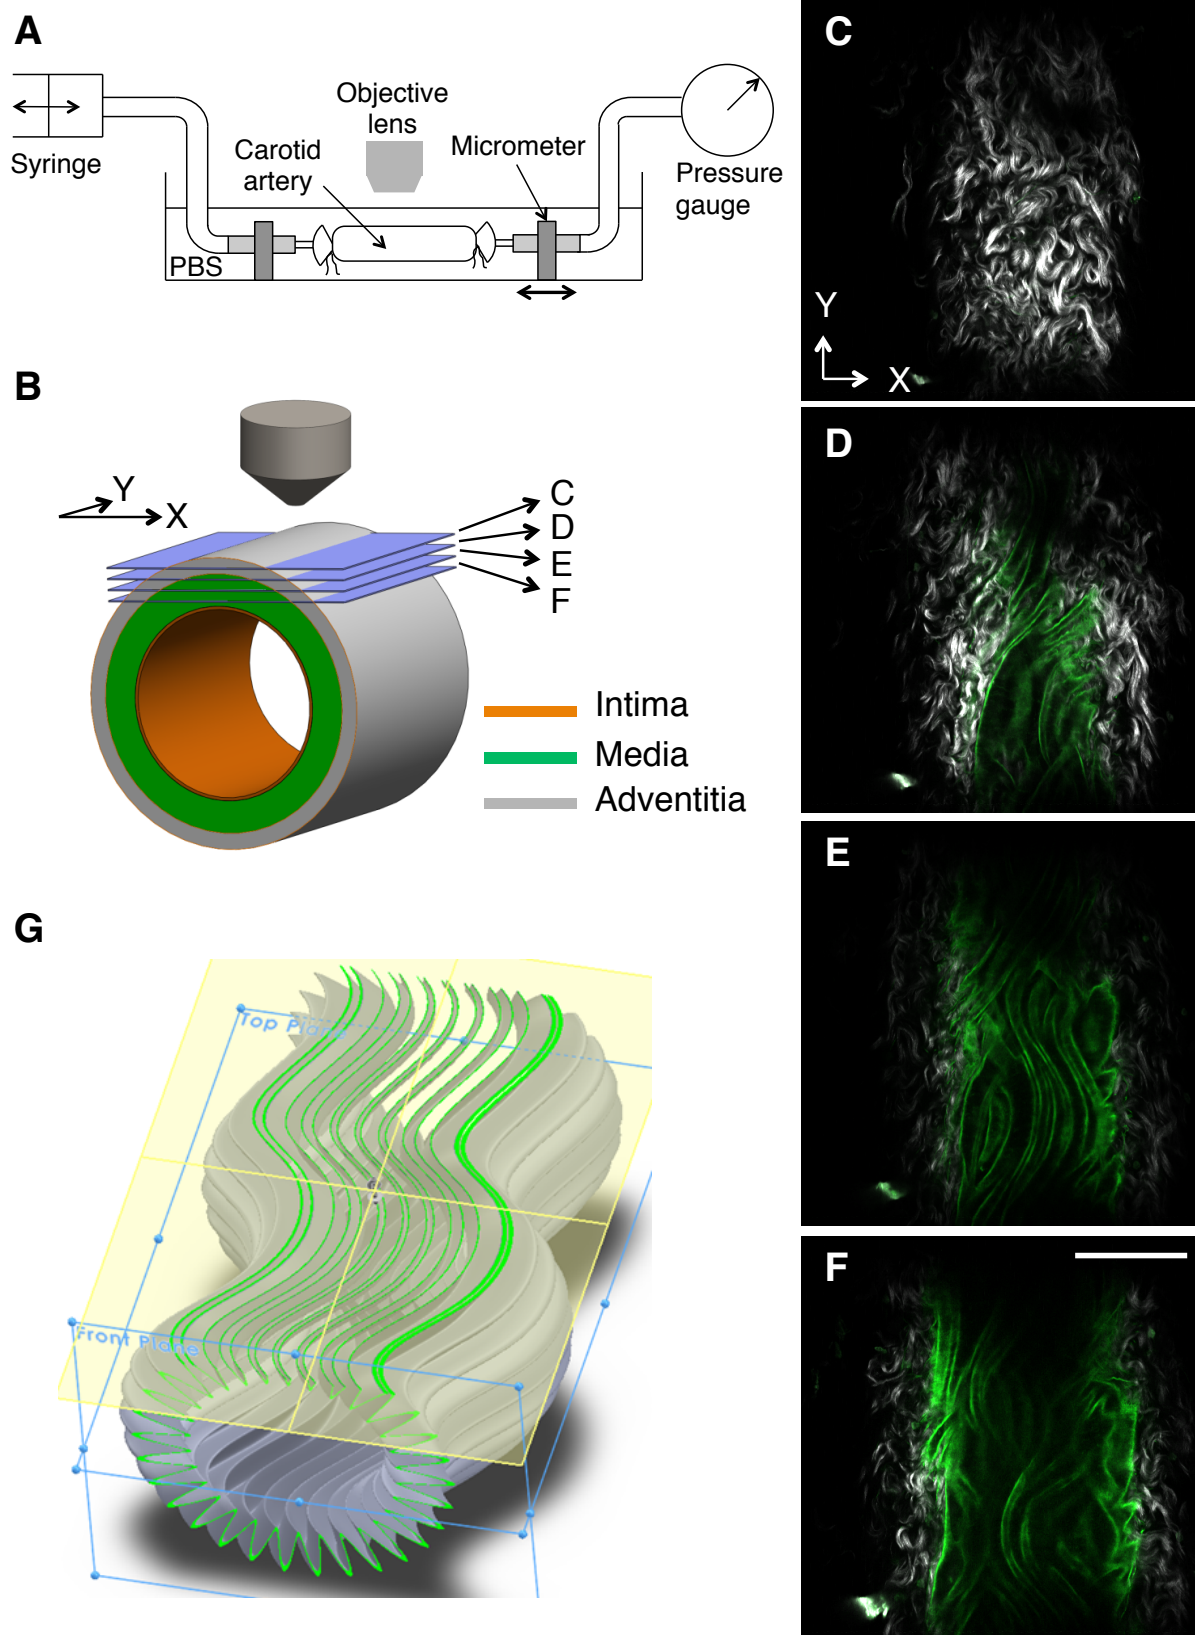 A
Objective
lens
Carotid
artery
Micrometer
Syringe
Pressure
gauge
PBS
B
Y
X
C
D
E
F
Intima
Media
Adventitia
G
Top Plane
Front Plane
C
Y
X
D
E
F